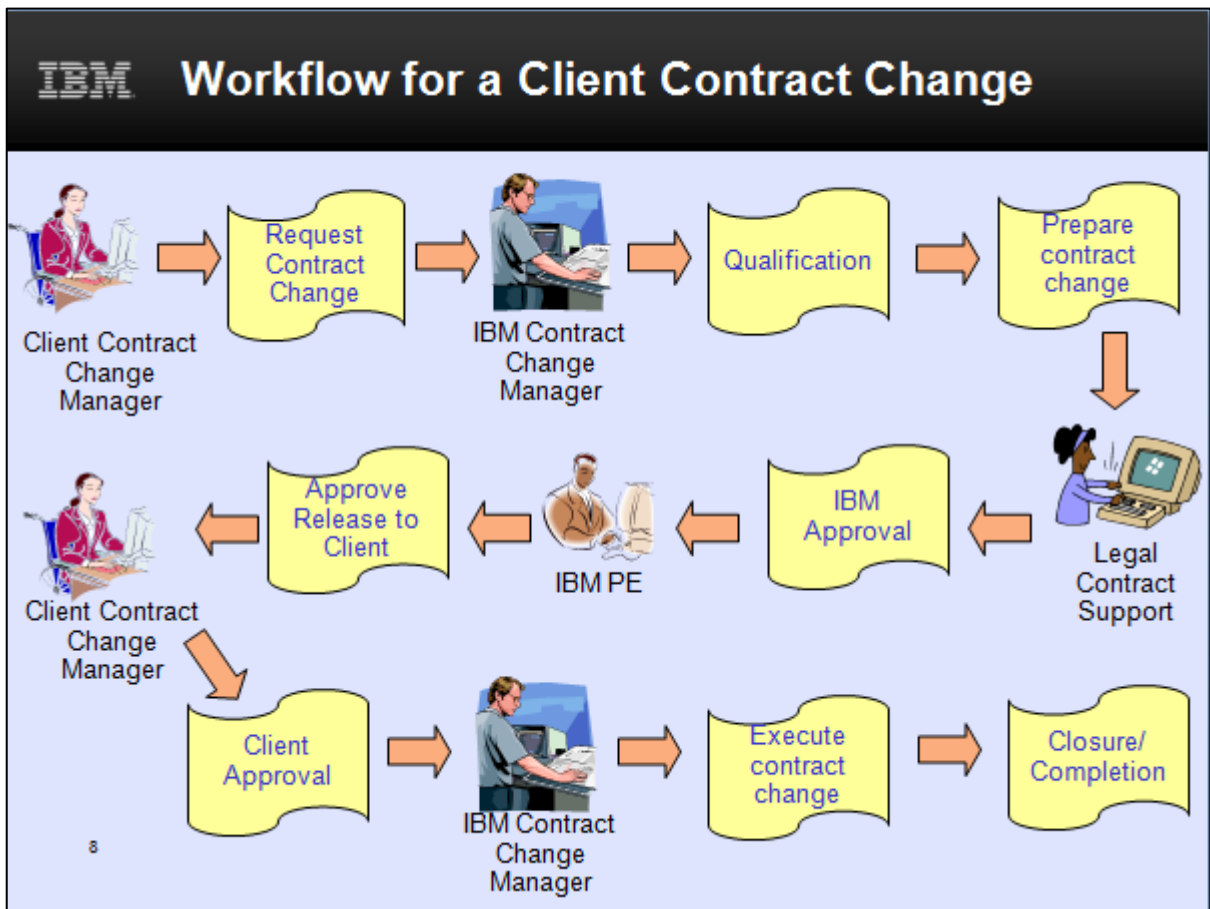 IBM Workflow for a Client Contract Change
Request
Contract
Change
Qualification
Prepare
contract
change
Client Contract
Change
Manager
IBM Contract
Change
Manager
Approve
Release to
Client
IBM
Approval
Client Contract
Change
Manager
IBM PE
Legal
Contract
Support
Client
Approval
Execute
contract
change
Closure/
Completion
IBM Contract
Change
Manager
8